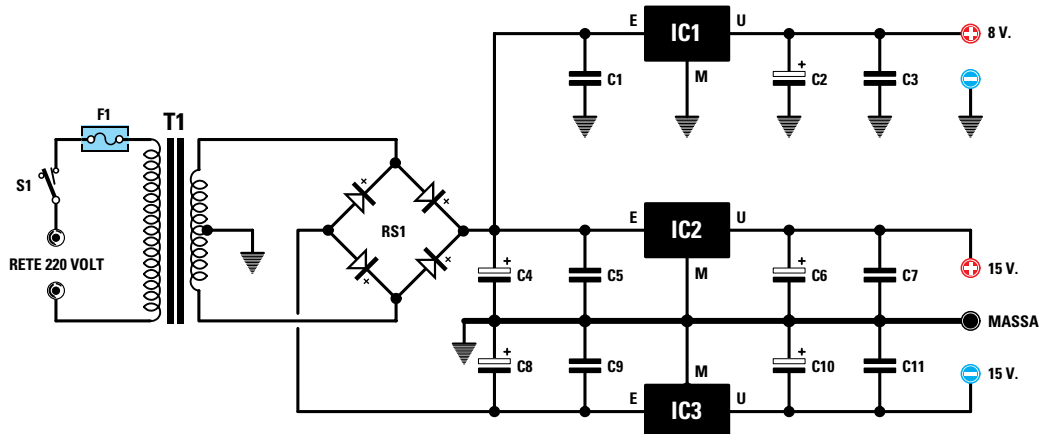 E IC1 U
8 V.
C1
+
C2
C3
M
F1
T1
S1
RS1
RETE 220 VOLT
E IC2 U
M
+
C4
C5
+
C6
C7
15 V.
MASSA
+
C8
C9
M
+
C10
C11
15 V.
E IC3 U